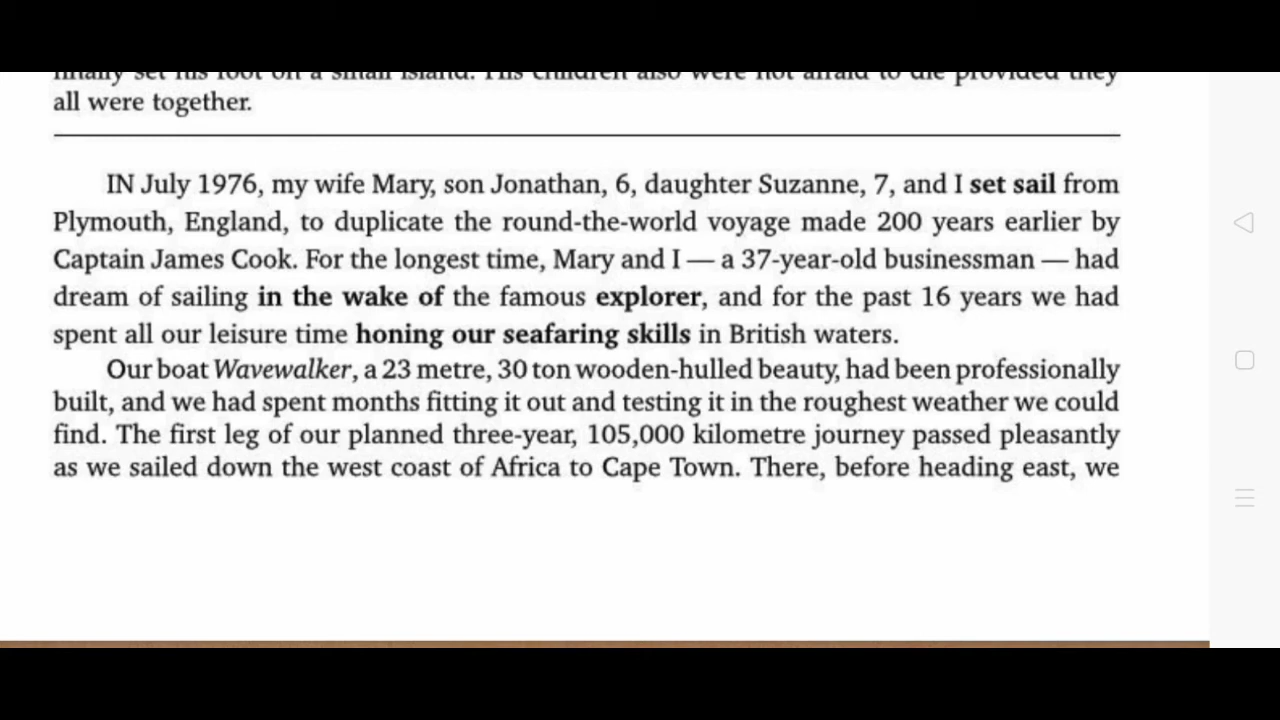 finally set his foot on a small island. His children also were not afraid to die provided they
all were together.
IN July 1976, my wife Mary, son Jonathan, 6, daughter Suzanne, 7, and I set sail from
Plymouth, England, to duplicate the round-the-world voyage made 200 years earlier by
Captain James Cook. For the longest time, Mary and I — a 37-year-old businessman — had
dream of sailing in the wake of the famous explorer, and for the past 16 years we had
spent all our leisure time honing our seafaring skills in British waters.
Our boat Wavewalker, a 23 metre, 30 ton wooden-hulled beauty, had been professionally
built, and we had spent months fitting it out and testing it in the roughest weather we could
find. The first leg of our planned three-year, 105,000 kilometre journey passed pleasantly
as we sailed down the west coast of Africa to Cape Town. There, before heading east, we